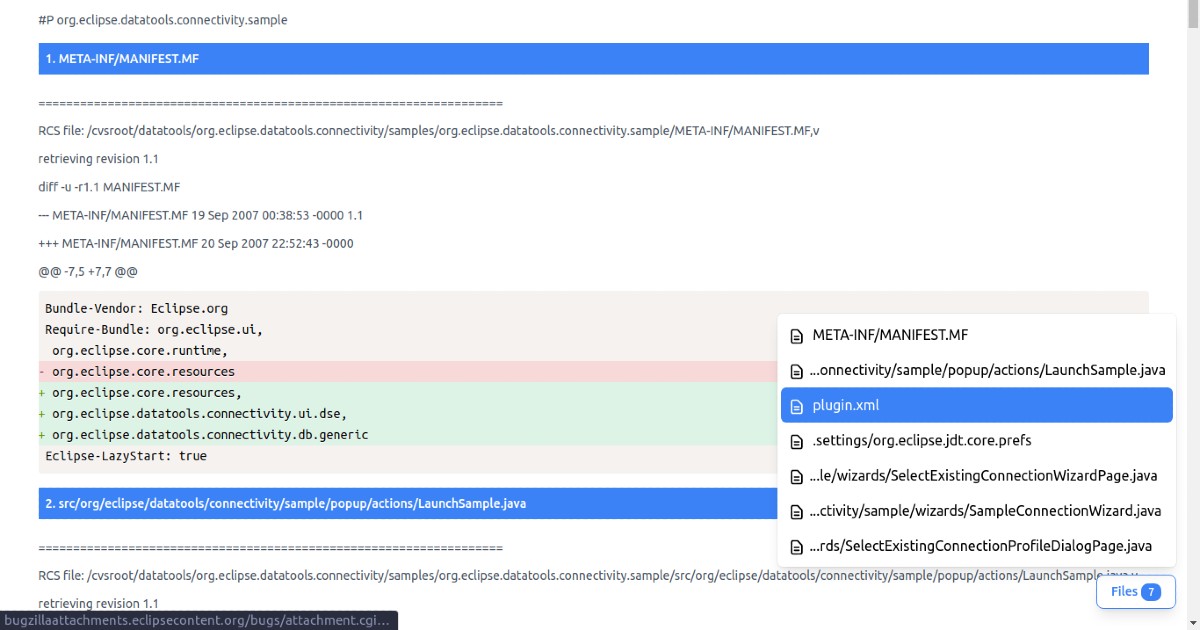 #P org.eclipse.datatools.connectivity.sample
1. META-INF/MANIFEST.MF
===================================================================
RCS file: /cvsroot/datatools/org.eclipse.datatools.connectivity/samples/org.eclipse.datatools.connectivity.sample/META-INF/MANIFEST.MF,v
retrieving revision 1.1
diff -u -r1.1 MANIFEST.MF
--- META-INF/MANIFEST.MF 19 Sep 2007 00:38:53 -0000 1.1
+++ META-INF/MANIFEST.MF 20 Sep 2007 22:52:43 -0000
@@ -7,5 +7,7 @@
Bundle-Vendor: Eclipse.org
Require-Bundle: org.eclipse.ui,
org.eclipse.core.runtime,
- org.eclipse.core.resources
+ org.eclipse.core.resources,
+ org.eclipse.datatools.connectivity.ui.dse,
+ org.eclipse.datatools.connectivity.db.generic
Eclipse-LazyStart: true
2. src/org/eclipse/datatools/connectivity/sample/popup/actions/LaunchSample.java
===================================================================
RCS file: /cvsroot/datatools/org.eclipse.datatools.connectivity/samples/org.eclipse.datatools.connectivity.sample/src/org/eclipse/datatools/connectivity/sample/popup/actions/LaunchSample.java,v
retrieving revision 1.1
META-INF/MANIFEST.MF
...onnectivity/sample/popup/actions/LaunchSample.java
plugin.xml
.settings/org.eclipse.jdt.core.prefs
...le/wizards/SelectExistingConnectionWizardPage.java
...ctivity/sample/wizards/SampleConnectionWizard.java
...rds/SelectExistingConnectionProfileDialogPage.java
Files 7
bugzillaattachments.eclipsecontent.org/bugs/attachment.cgi...